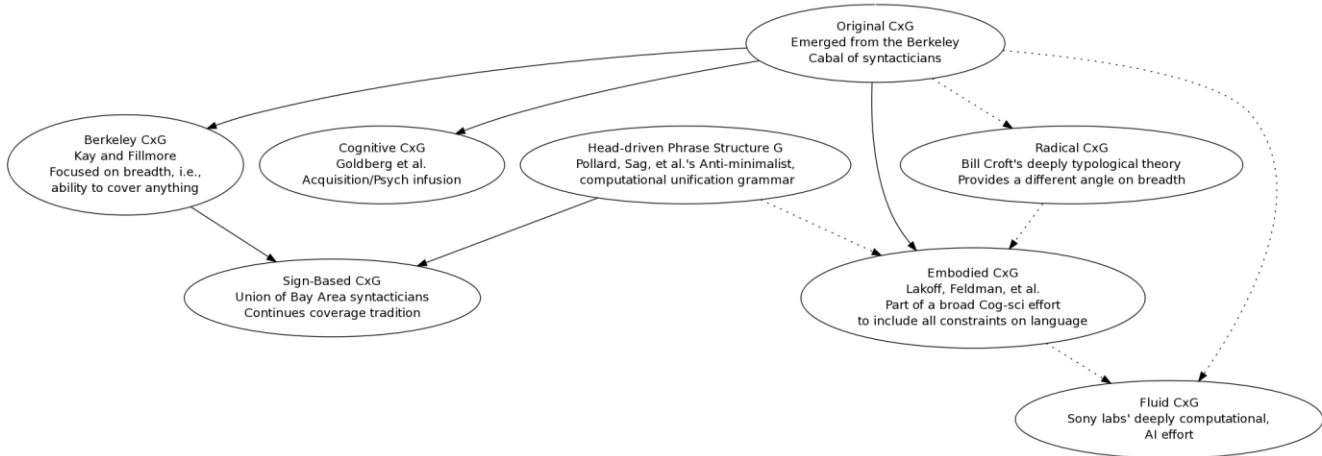 Original CxG
Emerged from the Berkeley
Cabal of syntacticians
Berkeley CxG
Kay and Fillmore
Focused on breadth, i.e.,
ability to cover anything
Cognitive CxG
Goldberg et al.
Acquisition/Psych infusion
Head-driven Phrase Structure G
Pollard, Sag, et al.'s Anti-minimalist,
computational unification grammar
Radical CxG
Bill Croft's deeply typological theory
Provides a different angle on breadth
Sign-Based CxG
Union of Bay Area syntacticians
Continues coverage tradition
Embodied CxG
Lakoff, Feldman, et al.
Part of a broad Cog-sci effort
to include all constraints on language
Fluid CxG
Sony labs' deeply computational,
AI effort